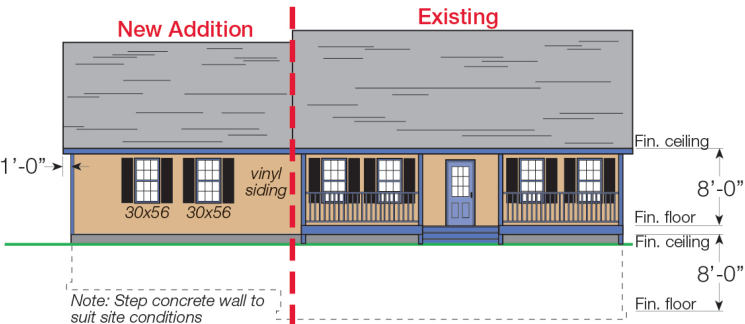 New Addition
Existing
Fin. ceiling
1’-0”
vinyl
siding
8’-0”
30x56
30x56
Fin. floor
Fin. ceiling
8’-0”
Note: Step concrete wall to
suit site conditions
Fin. floor